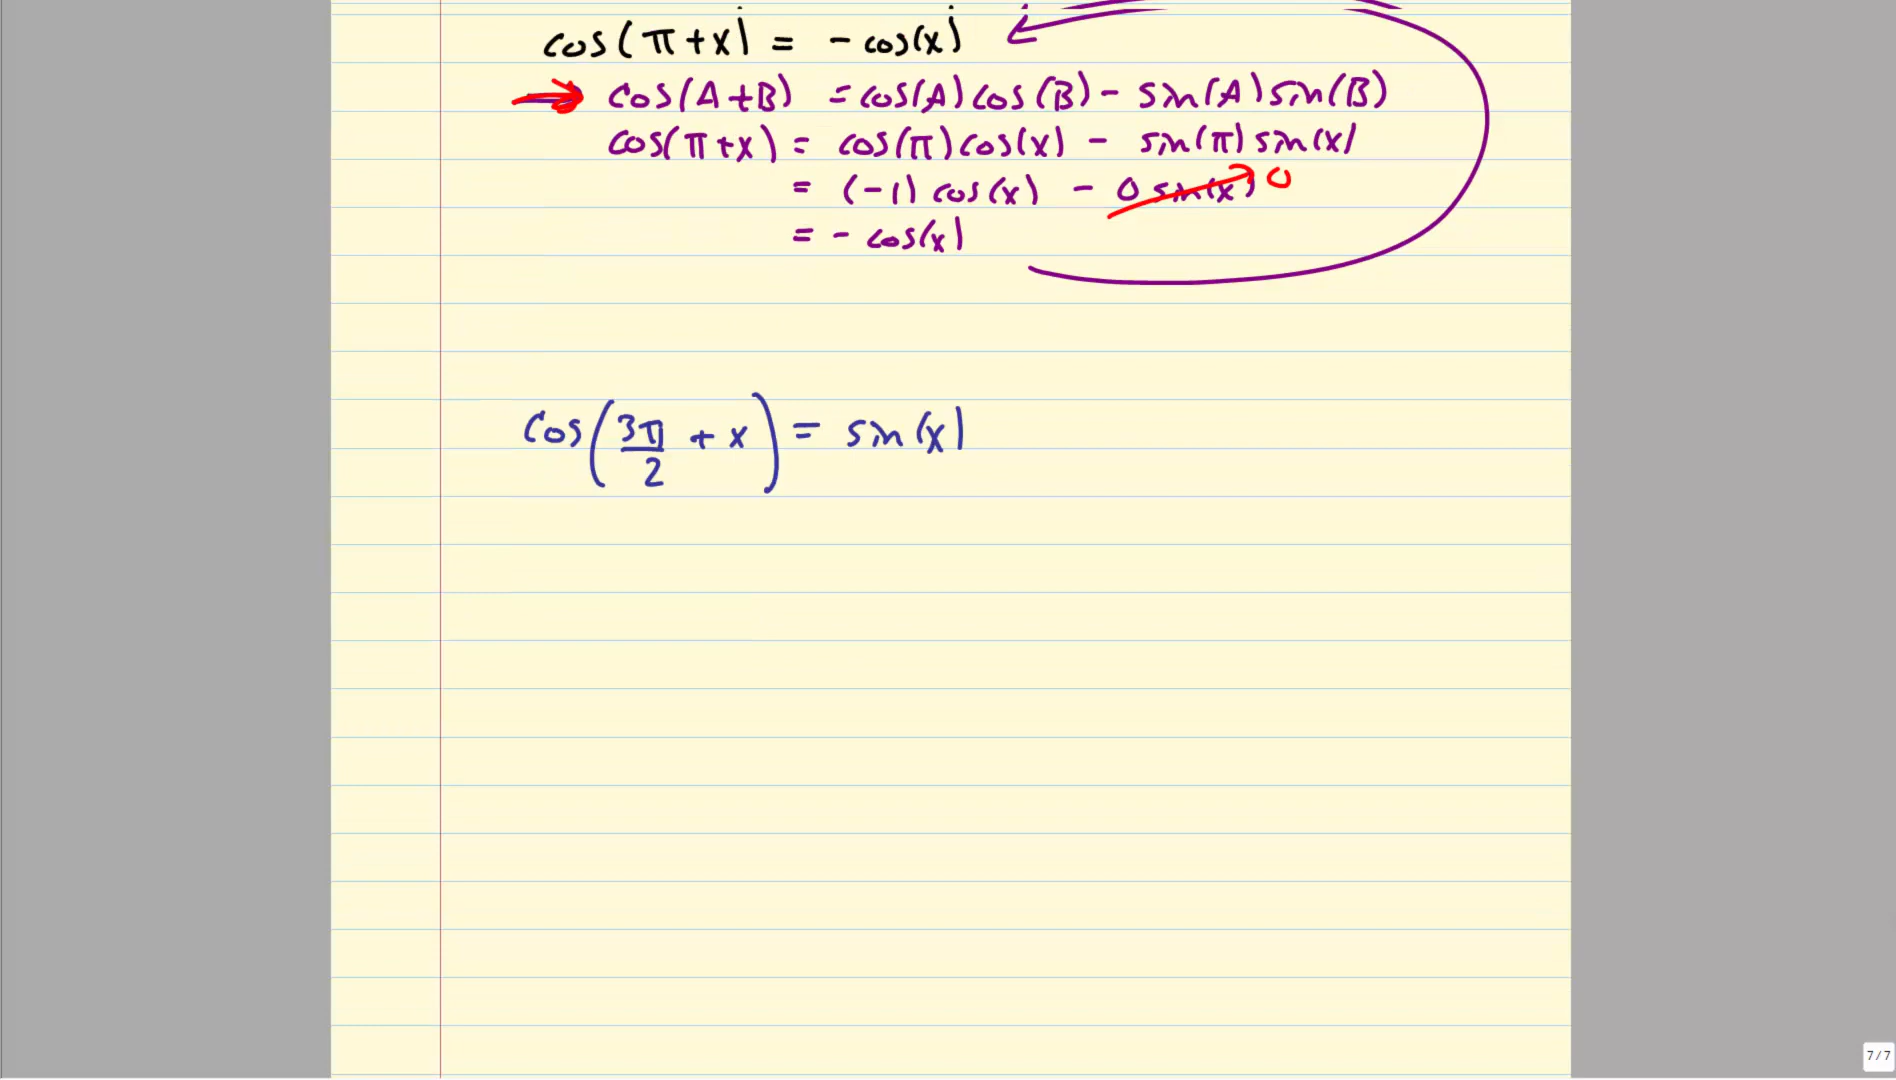 cos(π+x) = -cos(x)
cos(A+B) = cos(A)cos(B) - sin(A)sin(B)
cos(π+x) = cos(π)cos(x) - sin(π)sin(x)
= (-1) cos(x) - 0 sin(x) 0
= - cos(x)
cos(3π/2 + x) = sin(x)
7/7